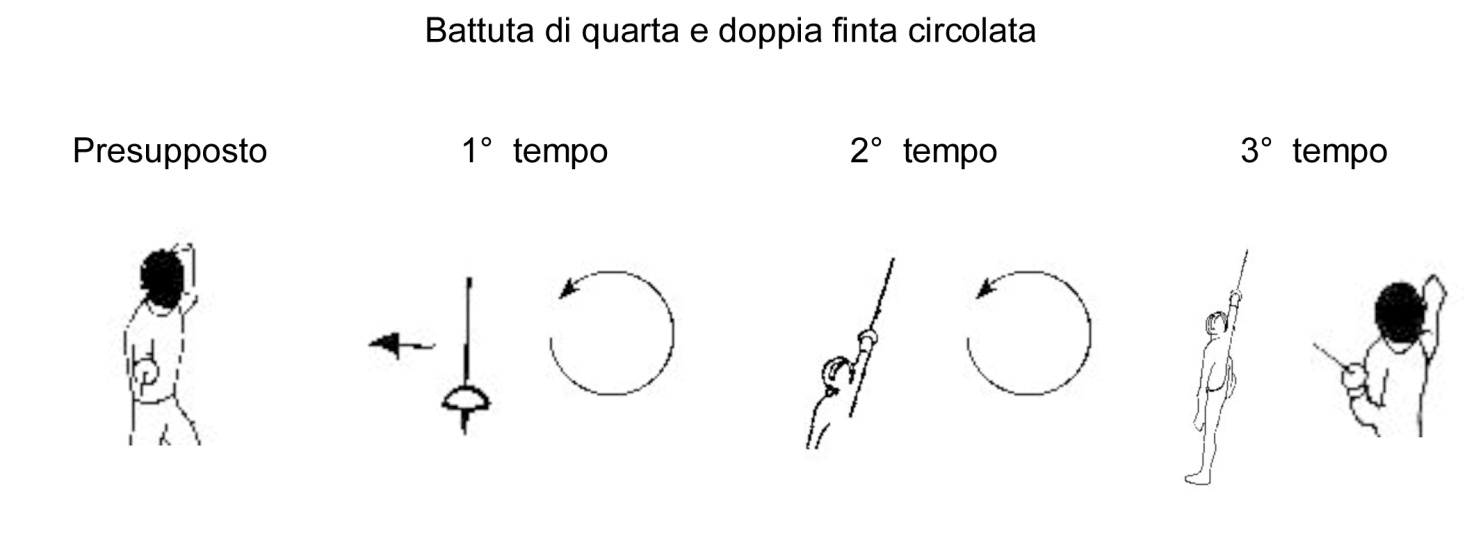 Battuta di quarta e doppia finta circolata
Presupposto 1° tempo 2° tempo 3° tempo